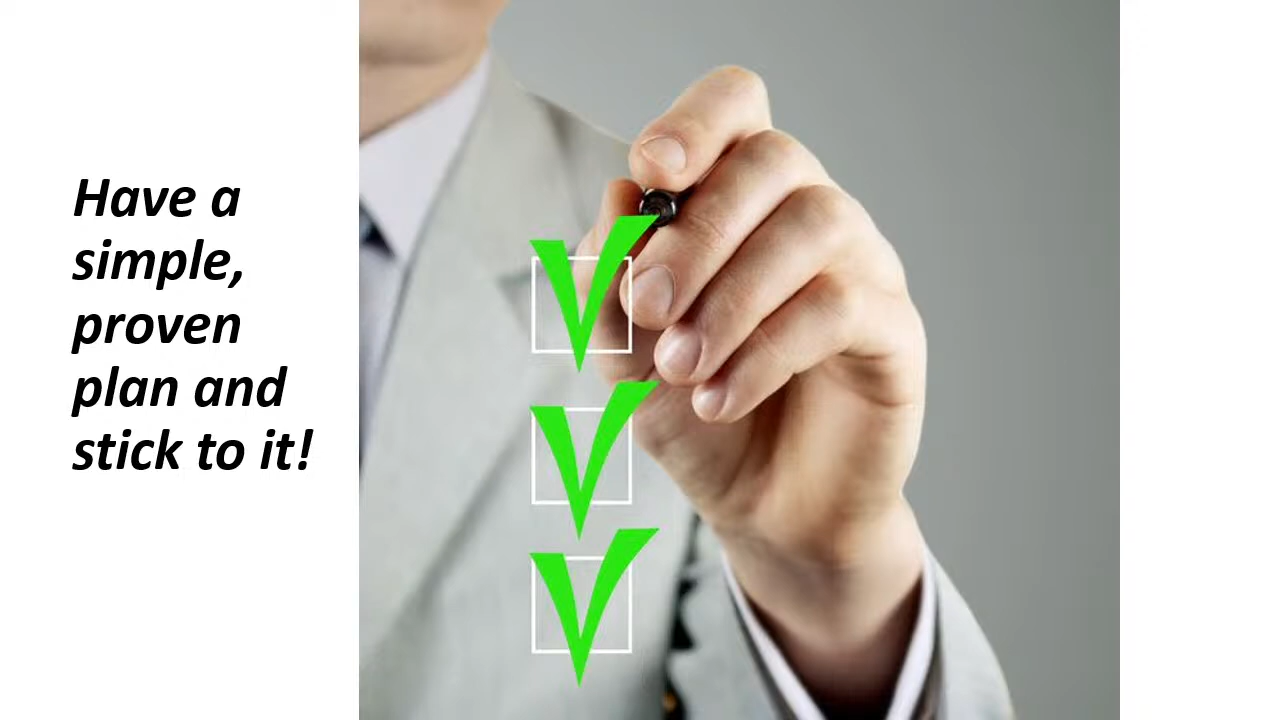 Have a
simple,
proven
plan and
stick to it!